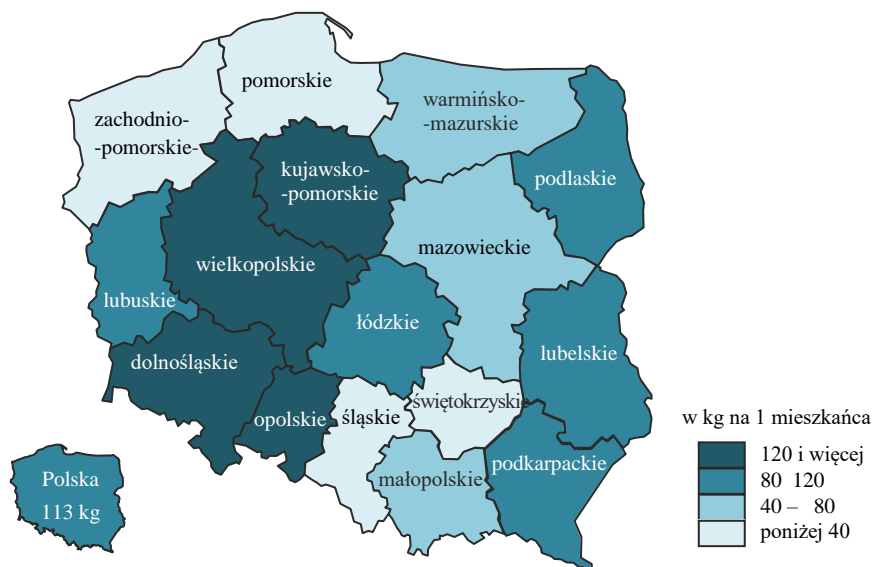 pomorskie
zachodnio-
-pomorskie-
warmińsko-
-mazurskie
kujawsko-
-pomorskie
podlaskie
mazowieckie
wielkopolskie
lubuskie
łódzkie
lubelskie
dolnośląskie
opolskie
śląskie
świętokrzyskie
małopolskie
podkarpackie
Polska
113 kg
w kg na 1 mieszkańca
120 i więcej
80 120
40 – 80
poniżej 40